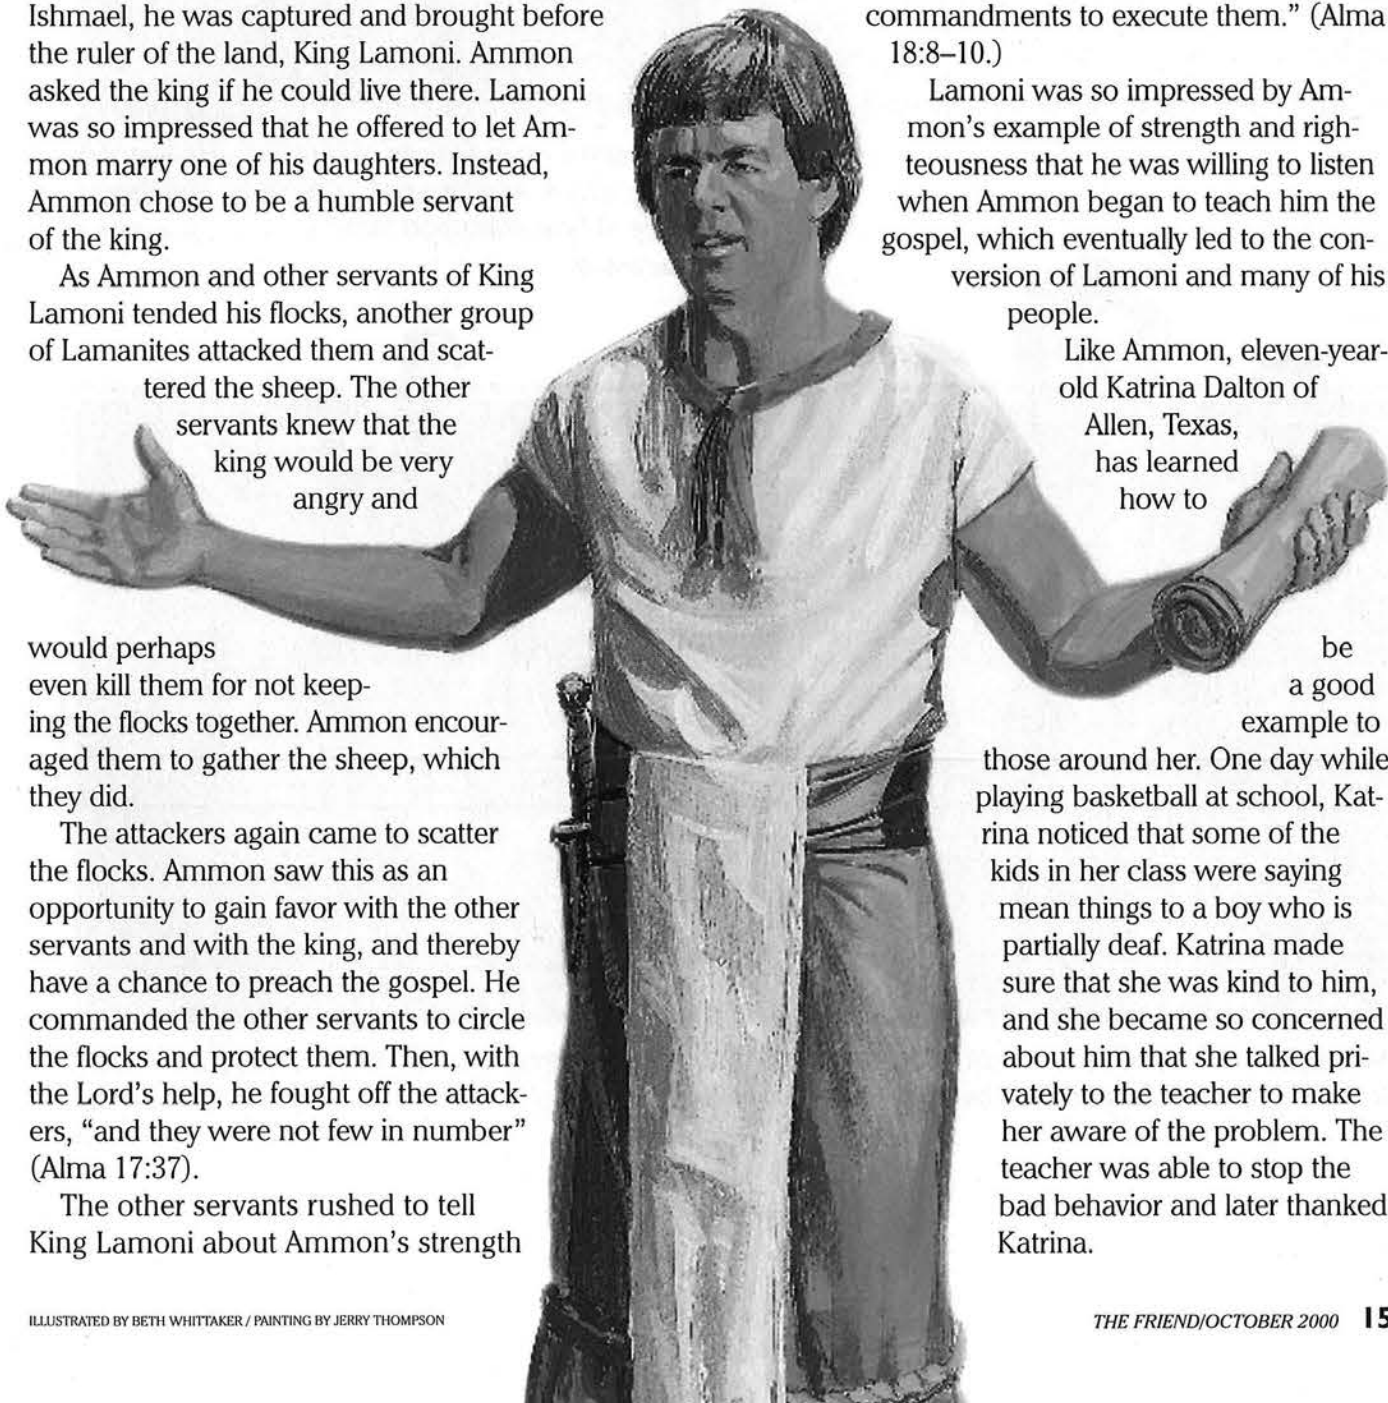 Ishmael, he was captured and brought before
the ruler of the land, King Lamoni. Ammon
asked the king if he could live there. Lamoni
was so impressed that he offered to let Am-
mon marry one of his daughters. Instead,
Ammon chose to be a humble servant
of the king.
As Ammon and other servants of King
Lamoni tended his flocks, another group
of Lamanites attacked them and scat-
tered the sheep. The other
servants knew that the
king would be very
angry and
would perhaps
even kill them for not keep-
ing the flocks together. Ammon encour-
aged them to gather the sheep, which
they did.
The attackers again came to scatter
the flocks. Ammon saw this as an
opportunity to gain favor with the other
servants and with the king, and thereby
have a chance to preach the gospel. He
commanded the other servants to circle
the flocks and protect them. Then, with
the Lord's help, he fought off the attack-
ers, “and they were not few in number”
(Alma 17:37).
The other servants rushed to tell
King Lamoni about Ammon's strength
commandments to execute them.” (Alma
18:8–10.)
Lamoni was so impressed by Am-
mon's example of strength and righ-
teousness that he was willing to listen
when Ammon began to teach him the
gospel, which eventually led to the con-
version of Lamoni and many of his
people.
Like Ammon, eleven-year-
old Katrina Dalton of
Allen, Texas,
has learned
how to
be
a good
example to
those around her. One day while
playing basketball at school, Kat-
rina noticed that some of the
kids in her class were saying
mean things to a boy who is
partially deaf. Katrina made
sure that she was kind to him,
and she became so concerned
about him that she talked pri-
vately to the teacher to make
her aware of the problem. The
teacher was able to stop the
bad behavior and later thanked
Katrina.
ILLUSTRATED BY BETH WHITTAKER / PAINTING BY JERRY THOMPSON
THE FRIEND/OCTOBER 2000 15